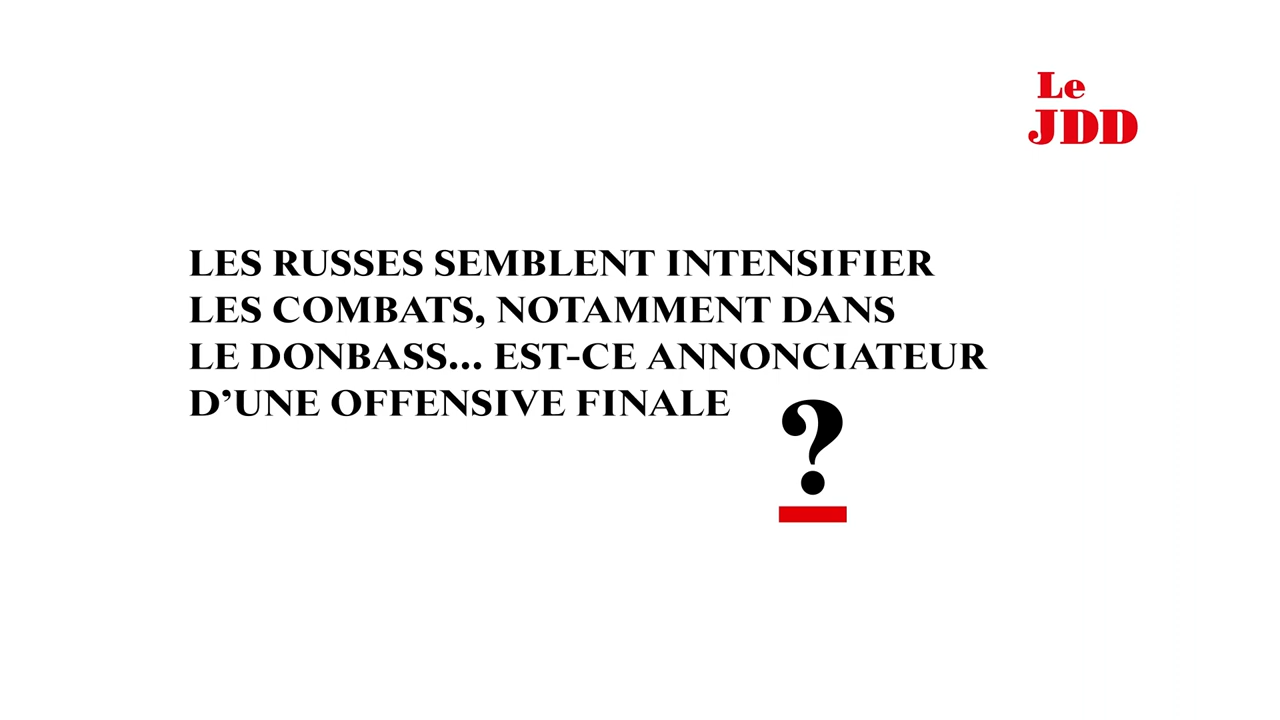 Le
JDD
LES RUSSES SEMBLENT INTENSIFIER
LES COMBATS, NOTAMMENT DANS
LE DONBASS... EST-CE ANNONCIATEUR
D’UNE OFFENSIVE FINALE
?